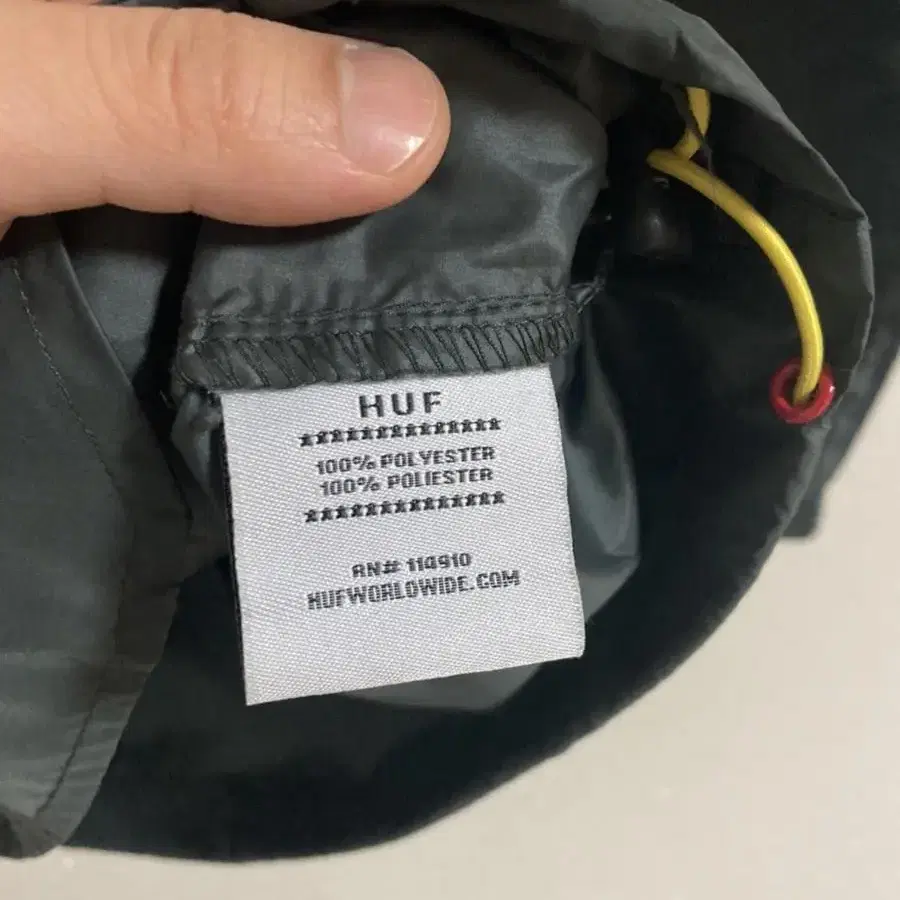 HUF
**************
100% POLYESTER
100% POLIESTER
**************
RN# 114910
HUFWORLDWIDE.COM